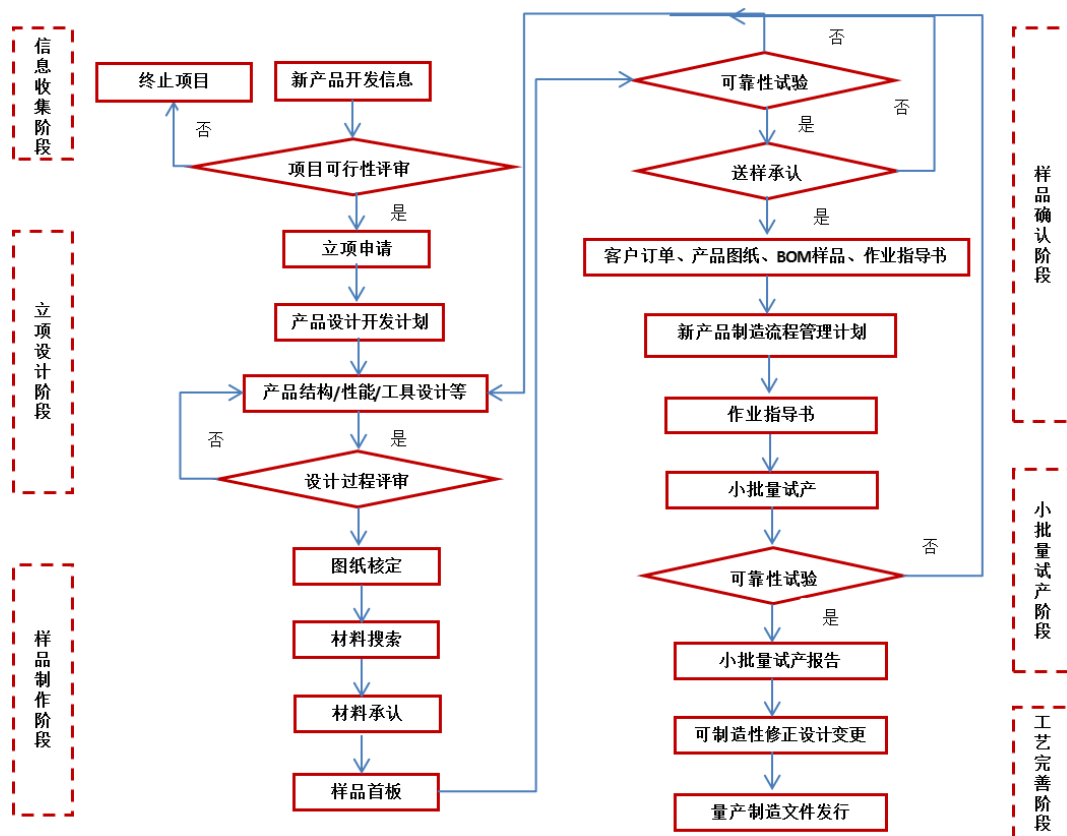 信息收集阶段
终止项目
新产品开发信息
否
项目可行性评审
是
立项设计阶段
立项申请
产品设计开发计划
产品结构/性能/工具设计等
否
是
设计过程评审
样品制作阶段
图纸核定
材料搜索
材料承认
样品首板
否
可靠性试验
否
是
送样承认
是
客户订单、产品图纸、BOM样品、作业指导书
新产品制造流程管理计划
作业指导书
样品确认阶段
小批量试产
否
可靠性试验
是
小批量试产报告
小批量试产阶段
可制造性修正设计变更
量产制造文件发行
工艺完善阶段